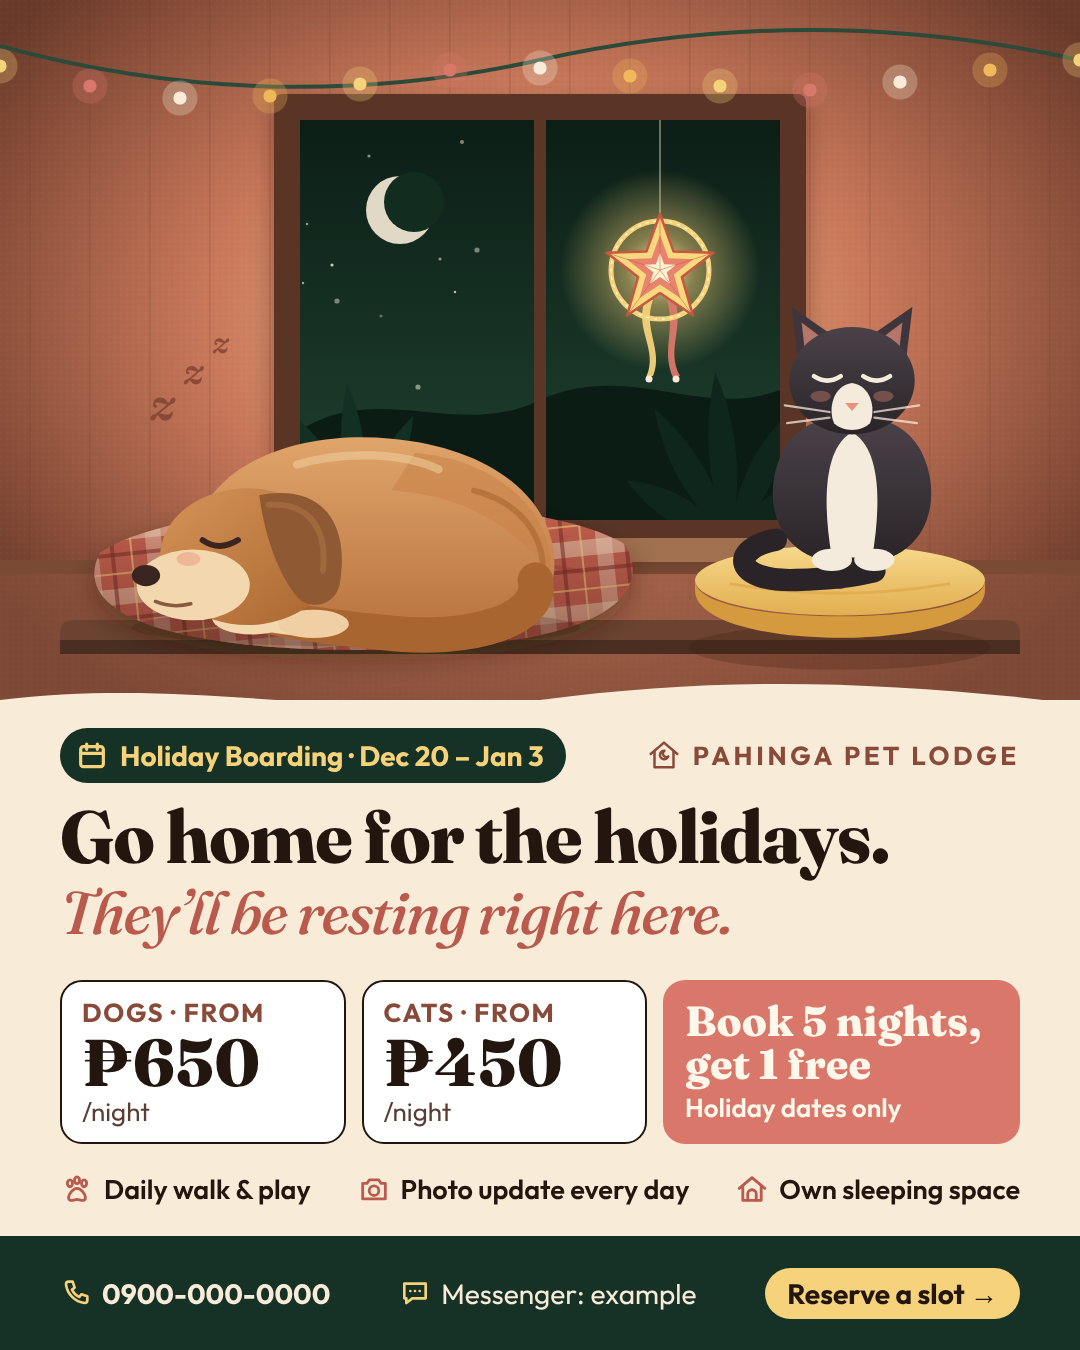 z
z
z
Holiday Boarding · Dec 20 – Jan 3
PAHINGA PET LODGE
Go home for the holidays.
They’ll be resting right here.
DOGS · FROM
₱650
/night
CATS · FROM
₱450
/night
Book 5 nights,
get 1 free
Holiday dates only
Daily walk & play
Photo update every day
Own sleeping space
0900-000-0000
Messenger: example
Reserve a slot →